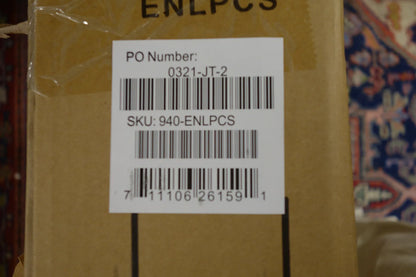 ENLPCS
PO Number:
0321-JT-2
SKU: 940-ENLPCS
7 11106 26159 1